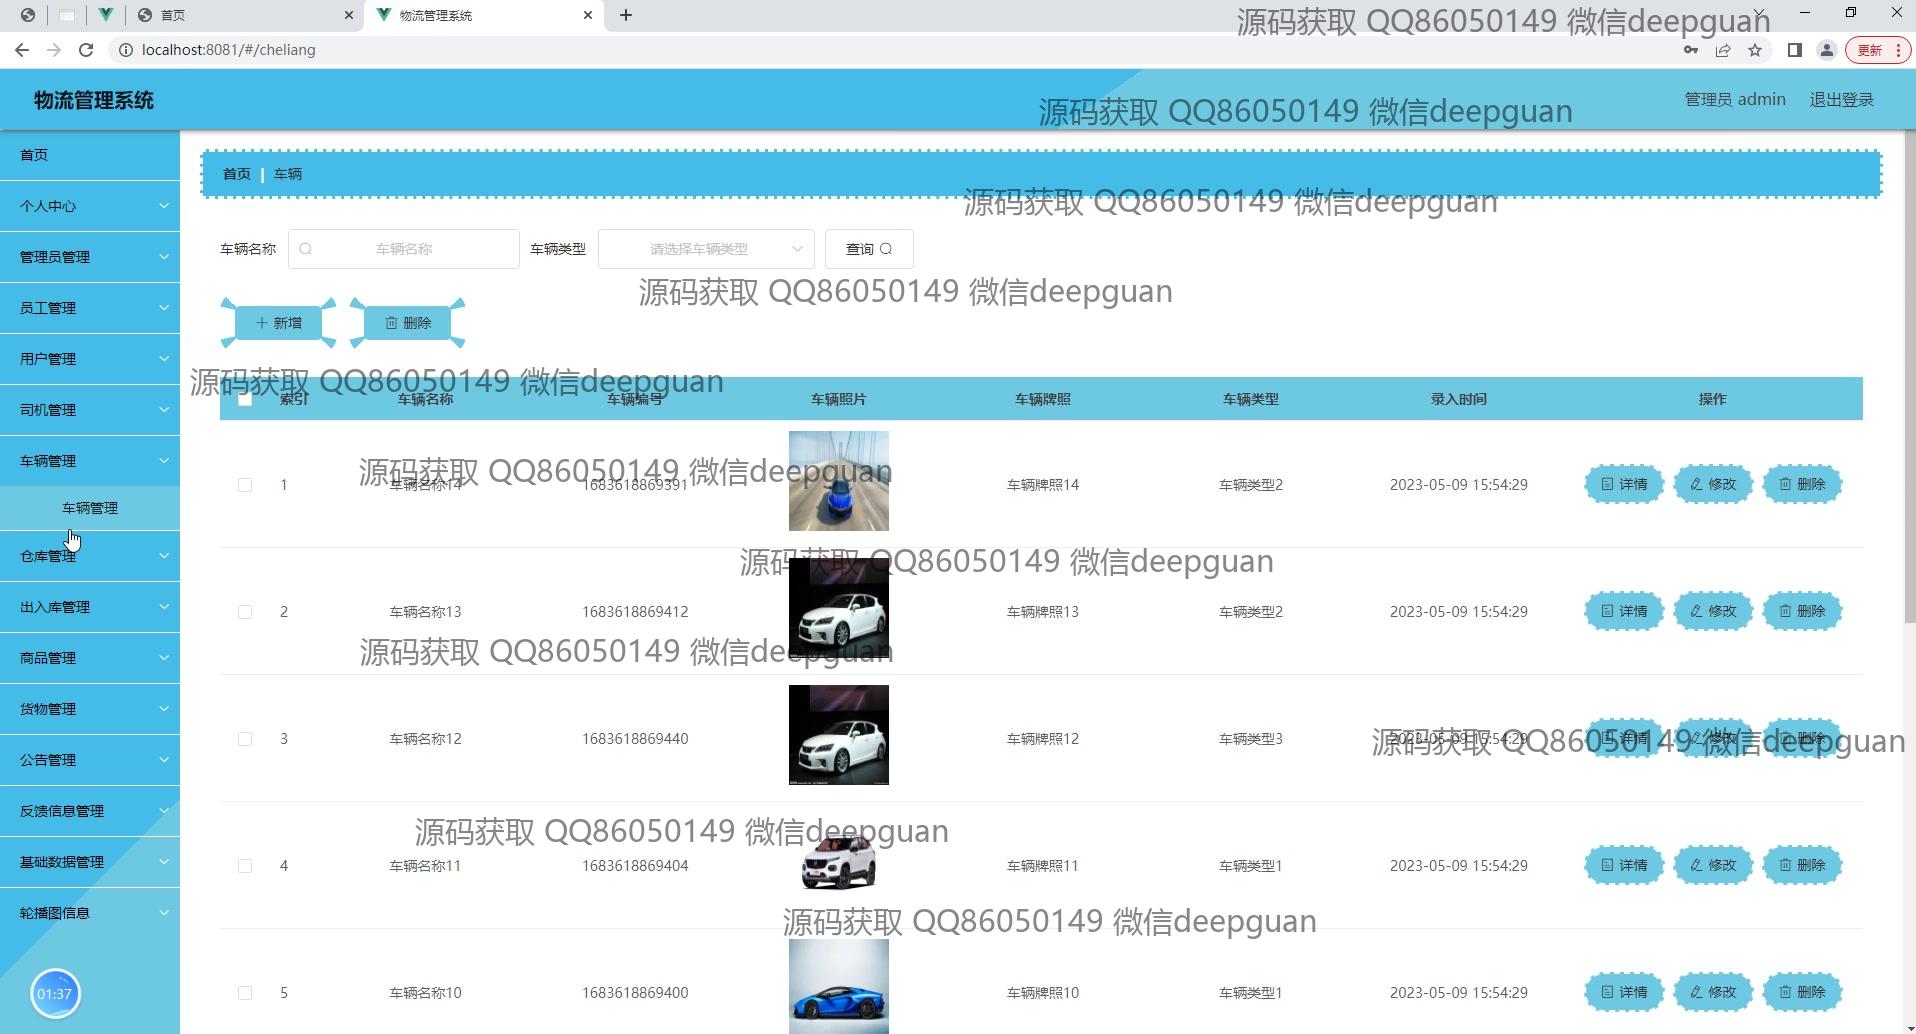 首页
物流管理系统
源码获取 QQ86050149 微信deepguan
localhost:8081/#/cheliang
更新
物流管理系统
源码获取 QQ86050149 微信deepguan
管理员 admin
退出登录
首页
个人中心
管理员管理
员工管理
用户管理
司机管理
车辆管理
车辆管理
仓库管理
出入库管理
商品管理
货物管理
公告管理
反馈信息管理
基础数据管理
轮播图信息
01:37
首页 | 车辆
源码获取 QQ86050149 微信deepguan
车辆名称 车辆名称 车辆类型 请选择车辆类型 查询
源码获取 QQ86050149 微信deepguan
新增 删除
源码获取 QQ86050149 微信deepguan
索引 车辆名称 车辆编号 车辆照片 车辆牌照 车辆类型 录入时间 操作
源码获取 QQ86050149 微信deepguan
1 车辆名称14 1683618869391 车辆牌照14 车辆类型2 2023-05-09 15:54:29 详情 修改 删除
源码获取 QQ86050149 微信deepguan
2 车辆名称13 1683618869412 车辆牌照13 车辆类型2 2023-05-09 15:54:29 详情 修改 删除
源码获取 QQ86050149 微信deepguan
3 车辆名称12 1683618869440 车辆牌照12 车辆类型3 2023-05-09 15:54:29 详情 修改 删除
源码获取 QQ86050149 微信deepguan
源码获取 QQ86050149 微信deepguan
4 车辆名称11 1683618869404 车辆牌照11 车辆类型1 2023-05-09 15:54:29 详情 修改 删除
源码获取 QQ86050149 微信deepguan
5 车辆名称10 1683618869400 车辆牌照10 车辆类型1 2023-05-09 15:54:29 详情 修改 删除